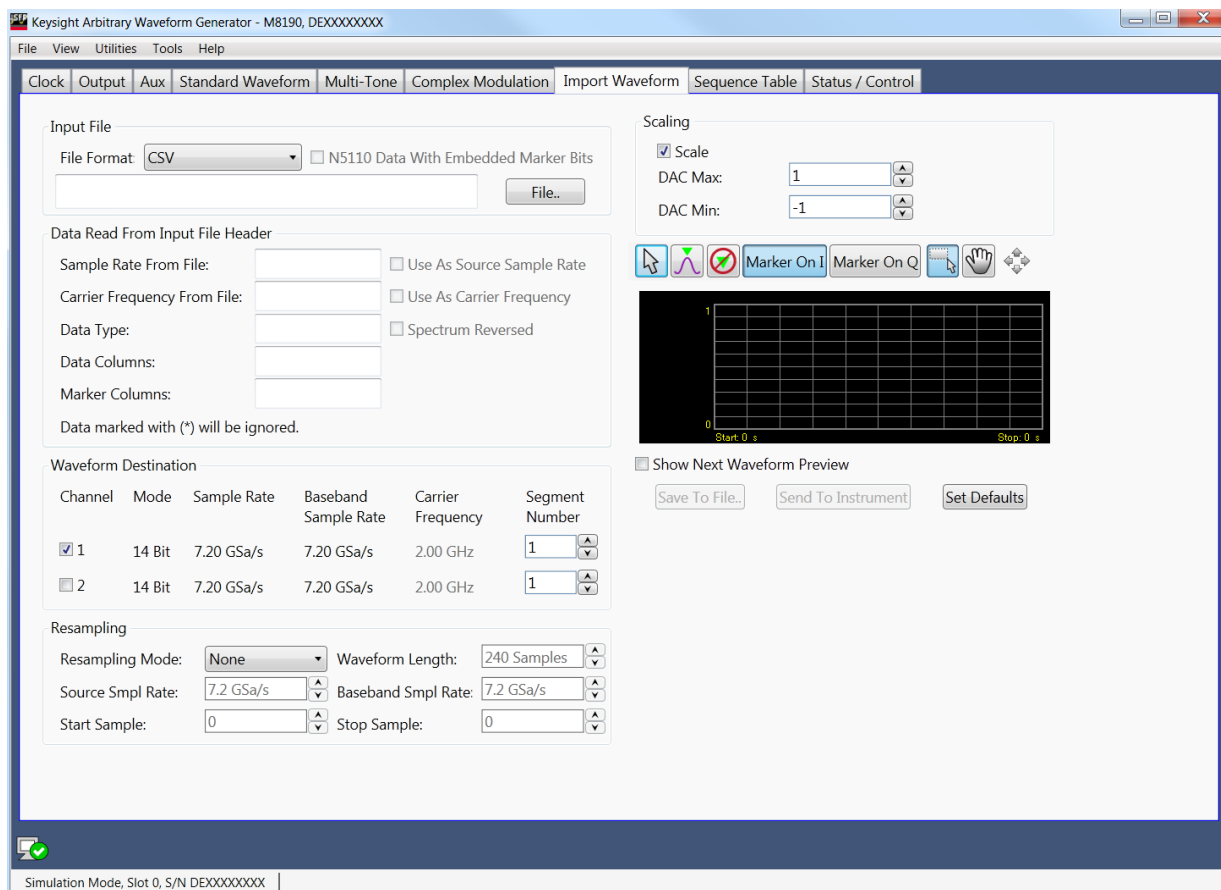 Keysight Arbitrary Waveform Generator - M8190, DEXXXXXXXX
File View Utilities Tools Help
Clock Output Aux Standard Waveform Multi-Tone Complex Modulation Import Waveform Sequence Table Status / Control
Input File
File Format: CSV N5110 Data With Embedded Marker Bits
File..
Data Read From Input File Header
Sample Rate From File: Use As Source Sample Rate
Carrier Frequency From File: Use As Carrier Frequency
Data Type: Spectrum Reversed
Data Columns:
Marker Columns:
Data marked with (*) will be ignored.
Waveform Destination
Channel Mode Sample Rate Baseband Sample Rate Carrier Frequency Segment Number
1 14 Bit 7.20 GSa/s 7.20 GSa/s 2.00 GHz 1
2 14 Bit 7.20 GSa/s 7.20 GSa/s 2.00 GHz 1
Resampling
Resampling Mode: None Waveform Length: 240 Samples
Source Smpl Rate: 7.2 GSa/s Baseband Smpl Rate: 7.2 GSa/s
Start Sample: 0 Stop Sample: 0
Scaling
Scale
DAC Max: 1
DAC Min: -1
Marker On I Marker On Q
1
0
Start: 0 s Stop: 0 s
Show Next Waveform Preview
Save To File.. Send To Instrument Set Defaults
Simulation Mode, Slot 0, S/N DEXXXXXXXX